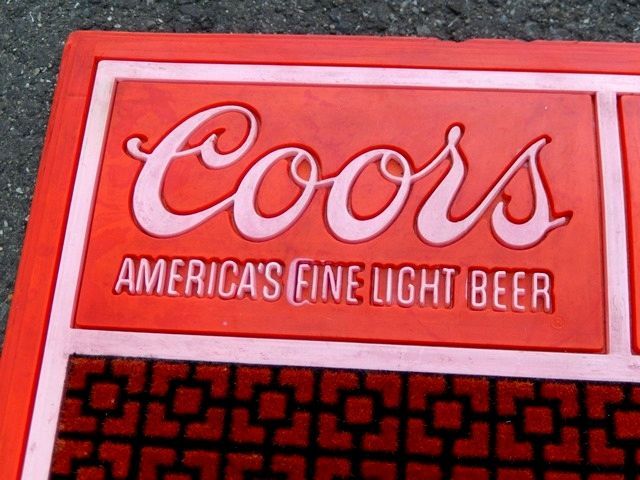 Coors
AMERICA'S FINE LIGHT BEER
®